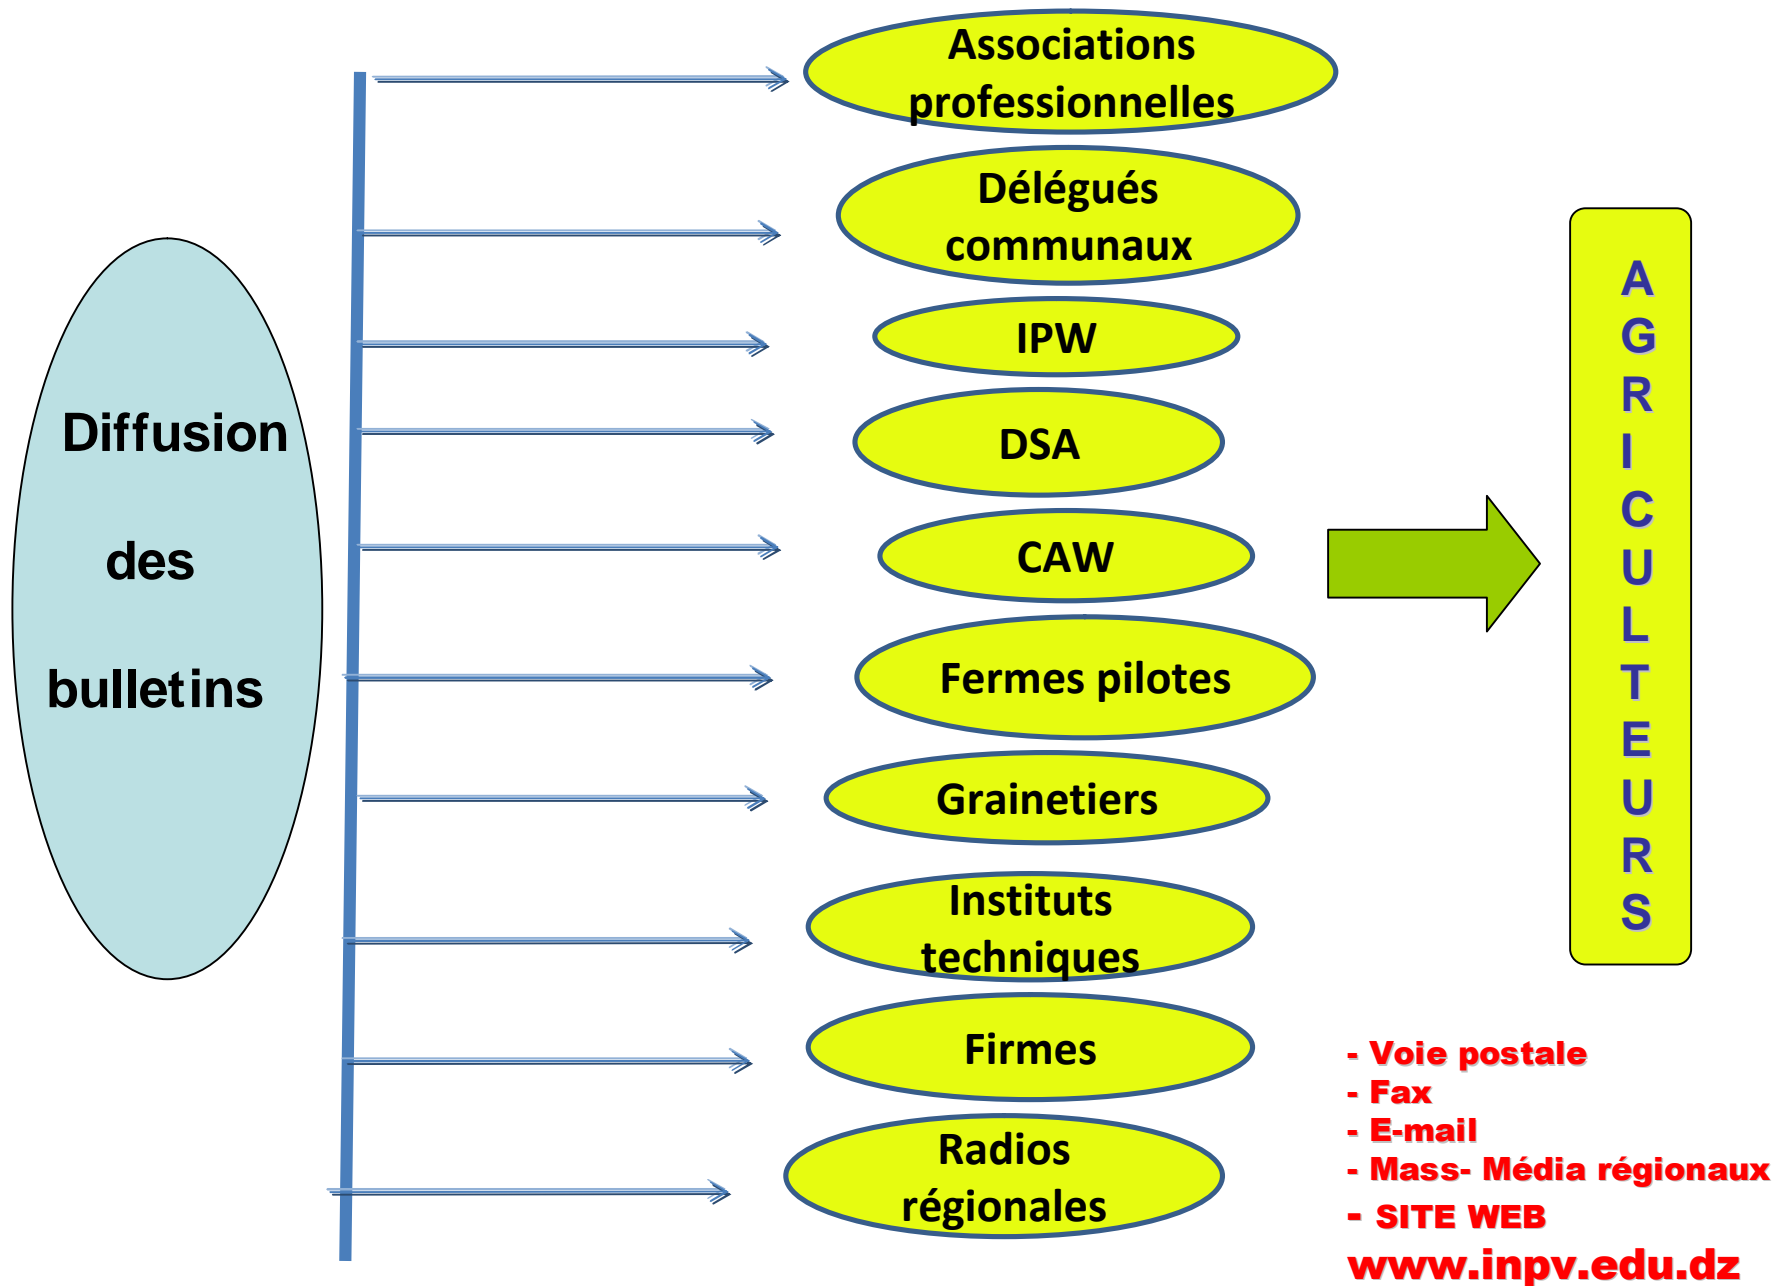 Diffusion
des
bulletins
Associations
professionnelles
Délégués
communaux
IPW
DSA
CAW
Fermes pilotes
Grainetiers
Instituts
techniques
Firmes
Radios
régionales
A
G
R
I
C
U
L
T
E
U
R
S
- Voie postale
- Fax
- E-mail
- Mass- Média régionaux
- SITE WEB
www.inpv.edu.dz